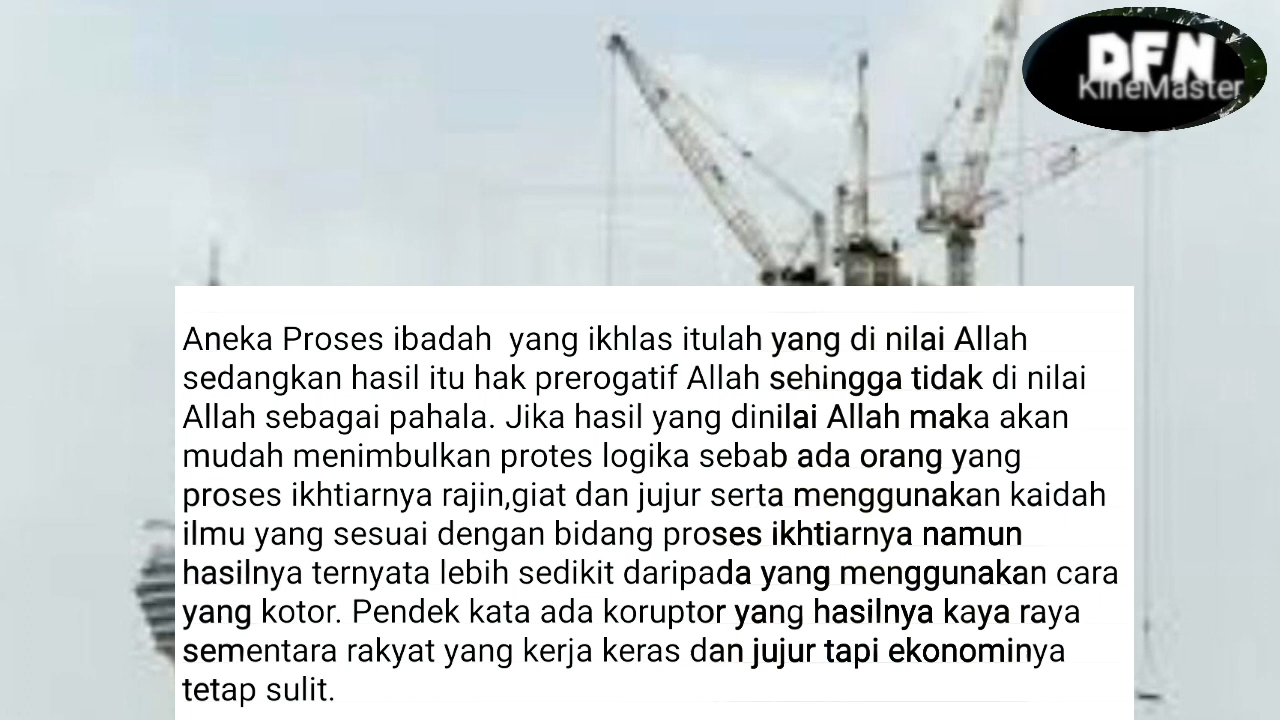 DFN
KineMaster
Aneka Proses ibadah  yang ikhlas itulah yang di nilai Allah
sedangkan hasil itu hak prerogatif Allah sehingga tidak di nilai
Allah sebagai pahala. Jika hasil yang dinilai Allah maka akan
mudah menimbulkan protes logika sebab ada orang yang
proses ikhtiarnya rajin,giat dan jujur serta menggunakan kaidah
ilmu yang sesuai dengan bidang proses ikhtiarnya namun
hasilnya ternyata lebih sedikit daripada yang menggunakan cara
yang kotor. Pendek kata ada koruptor yang hasilnya kaya raya
sementara rakyat yang kerja keras dan jujur tapi ekonominya
tetap sulit.